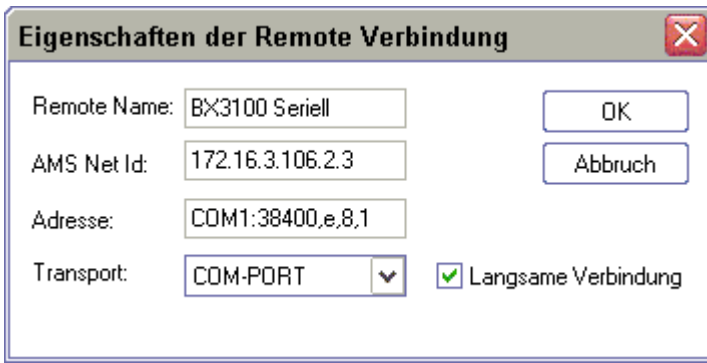 Eigenschaften der Remote Verbindung
Remote Name: BX3100 Seriell OK
AMS Net Id: 172.16.3.106.2.3 Abbruch
Adresse: COM1:38400,e,8,1
Transport: COM-PORT Langsame Verbindung